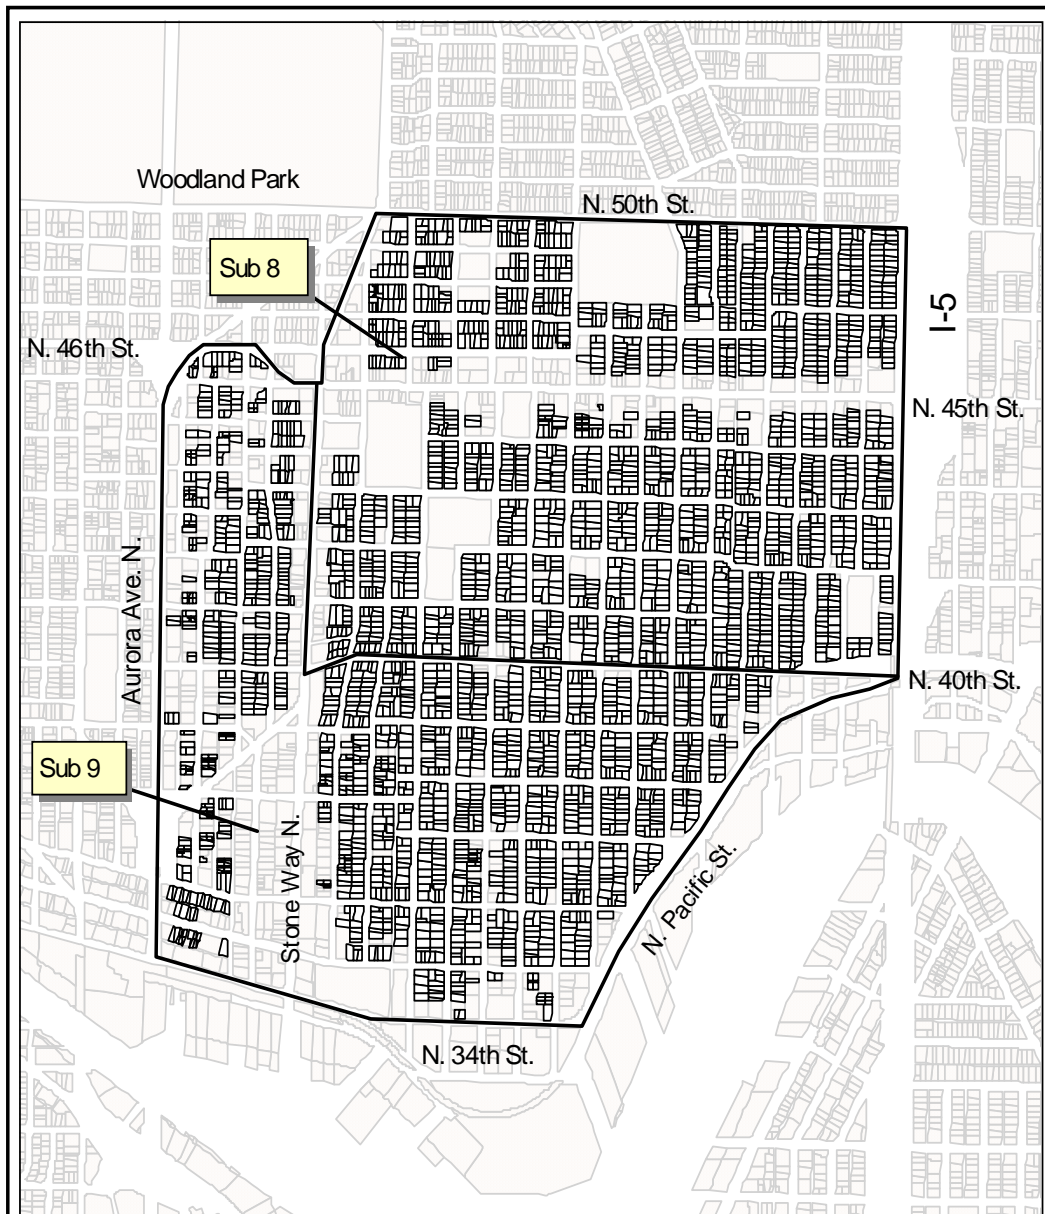 Woodland Park
N. 50th St.
Sub 8
I-5
N. 46th St.
N. 45th St.
Aurora Ave. N.
N. 40th St.
Sub 9
Stone Way N.
N. Pacific St.
N. 34th St.